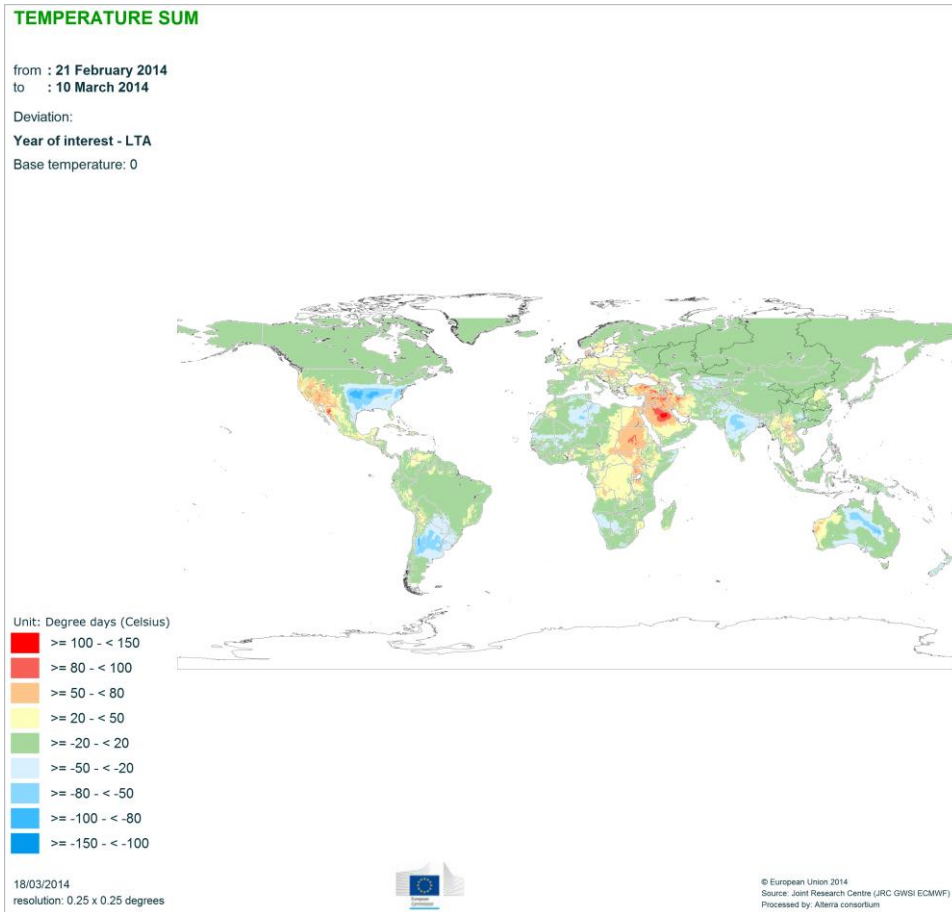 TEMPERATURE SUM
from : 21 February 2014
to : 10 March 2014
Deviation:
Year of interest - LTA
Base temperature: 0
Unit: Degree days (Celsius)
>= 100 - < 150
>= 80 - < 100
>= 50 - < 80
>= 20 - < 50
>= -20 - < 20
>= -50 - < -20
>= -80 - < -50
>= -100 - < -80
>= -150 - < -100
18/03/2014
resolution: 0.25 x 0.25 degrees
European
Commission
© European Union 2014
Source: Joint Research Centre (JRC GWSI ECMWF)
Processed by: Alterra consortium